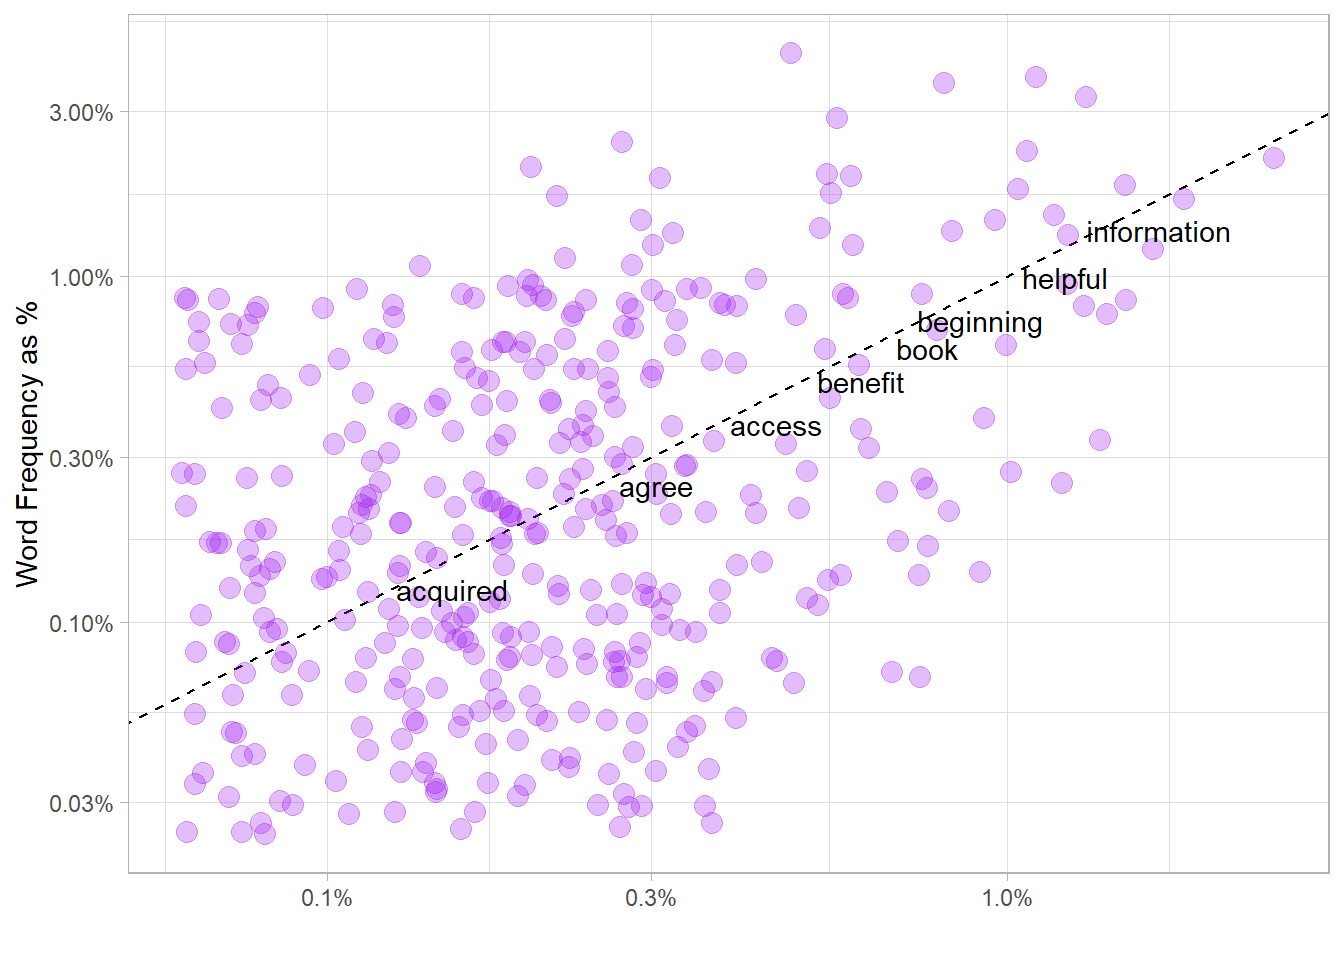 Word Frequency as %
3.00%
1.00%
0.30%
0.10%
0.03%
information
helpful
beginning
book
benefit
access
agree
acquired
0.1%
0.3%
1.0%